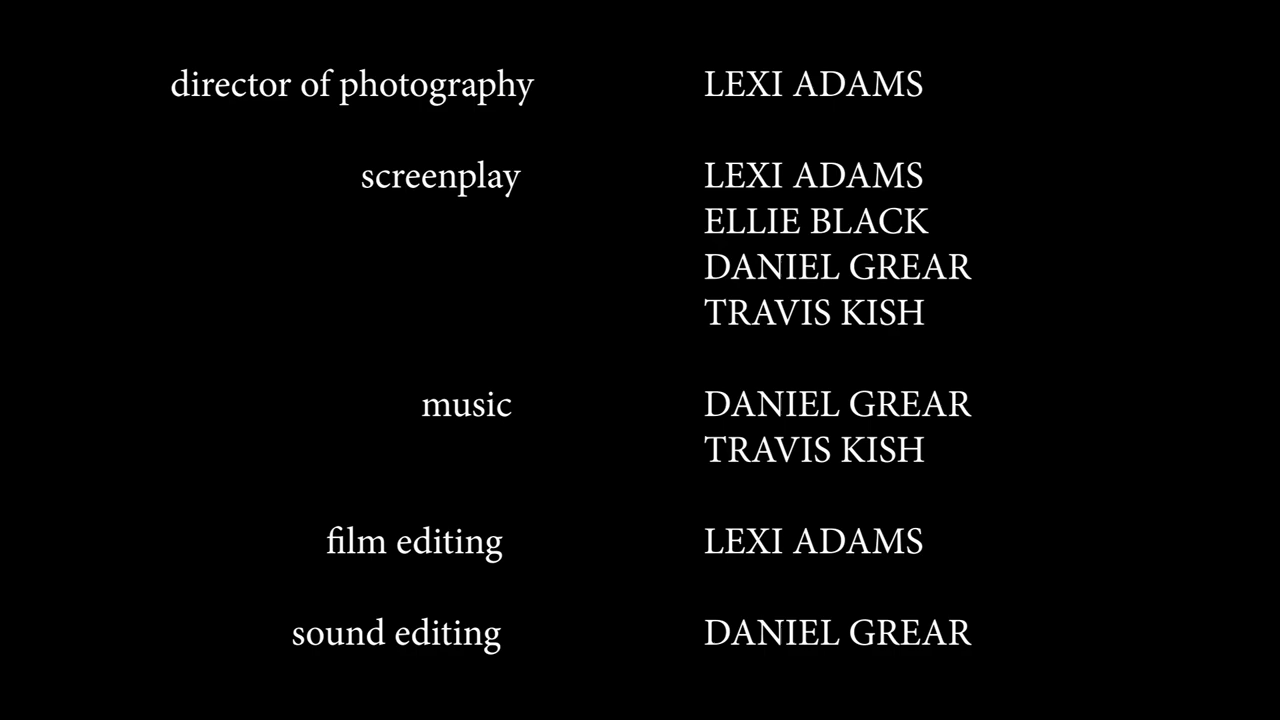 director of photography LEXI ADAMS
screenplay LEXI ADAMS
ELLIE BLACK
DANIEL GREAR
TRAVIS KISH
music DANIEL GREAR
TRAVIS KISH
film editing LEXI ADAMS
sound editing DANIEL GREAR